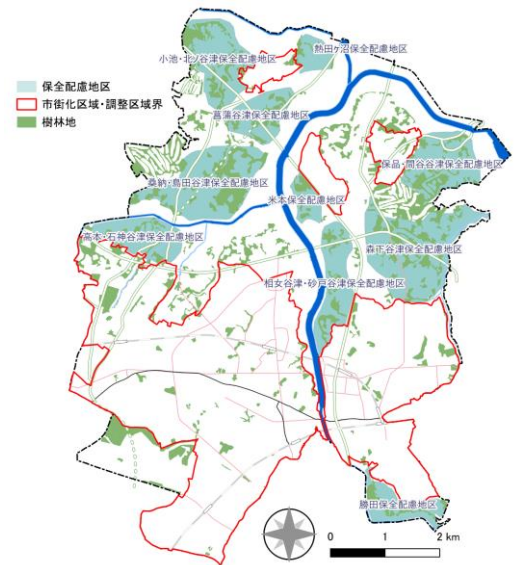 熱田ヶ沼保全配慮地区
小池・北ノ谷津保全配慮地区
保全配慮地区
市街化区域・調整区域界
樹林地
菖蒲谷津保全配慮地区
保品・間谷谷津保全配慮地区
桑納・島田谷津保全配慮地区
米本保全配慮地区
高本・石神谷津保全配慮地区
森下谷津保全配慮地区
相女谷津・砂戸谷津保全配慮地区
勝田保全配慮地区
0 1 2 km